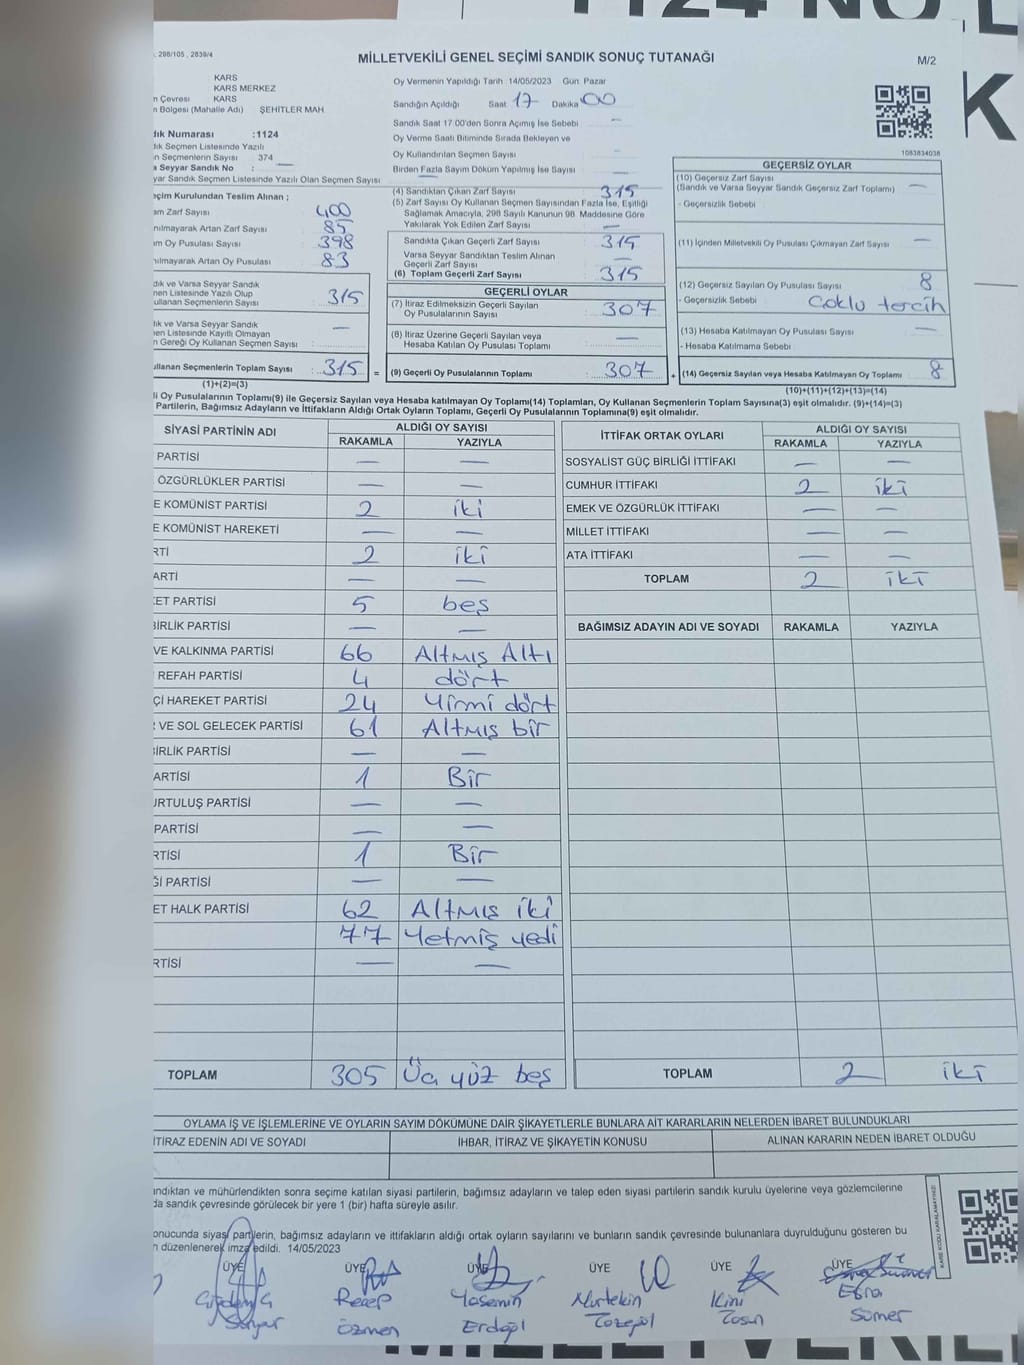 1124 NO
. 298/105 , 2839/4
MİLLETVEKİLİ GENEL SEÇİMİ SANDIK SONUÇ TUTANAĞI
M/2
KARS
KARS MERKEZ
n Çevresi KARS
n Bölgesi (Mahalle Adı) ŞEHİTLER MAH.
dık Numarası :1124
dık Seçmen Listesinde Yazılı
n Seçmenlerin Sayısı : 374
a Seyyar Sandık No : —
yar Sandık Seçmen Listesinde Yazılı Olan Seçmen Sayısı
eçim Kurulundan Teslim Alınan ;
am Zarf Sayısı 400
nılmayarak Artan Zarf Sayısı 85
ım Oy Pusulası Sayısı 398
nılmayarak Artan Oy Pusulası 83
dık ve Varsa Seyyar Sandık
nen Listesinde Yazılı Olup
ullanan Seçmenlerin Sayısı 315
dık ve Varsa Seyyar Sandık
nen Listesinde Kayıtlı Olmayan
n Gereği Oy Kullanan Seçmen Sayısı : —
ullanan Seçmenlerin Toplam Sayısı : 315 =
(1)+(2)=(3)
Oy Vermenin Yapıldığı Tarih 14/05/2023 Gün Pazar
Sandığın Açıldığı Saat 17 Dakika 00
Sandık Saat 17:00'den Sonra Açımış İse Sebebi —
Oy Verme Saati Bitiminde Sırada Bekleyen ve
Oy Kullandırılan Seçmen Sayısı —
Birden Fazla Sayım Döküm Yapılmış İse Sayısı —
(4) Sandıktan Çıkan Zarf Sayısı 315
(5) Zarf Sayısı Oy Kullanan Seçmen Sayısından Fazla İse, Eşitliği
Sağlamak Amacıyla, 298 Sayılı Kanunun 98. Maddesine Göre
Yakılarak Yok Edilen Zarf Sayısı —
Sandıkta Çıkan Geçerli Zarf Sayısı 315
Varsa Seyyar Sandıktan Teslim Alınan
Geçerli Zarf Sayısı —
(6) Toplam Geçerli Zarf Sayısı 315
GEÇERLİ OYLAR
(7) İtiraz Edilmeksizin Geçerli Sayılan
Oy Pusulalarının Sayısı : 307
(8) İtiraz Üzerine Geçerli Sayılan veya
Hesaba Katılan Oy Pusulası Toplamı : —
(9) Geçerli Oy Pusulalarının Toplamı : 307 +
1083834038
GEÇERSİZ OYLAR
(10) Geçersiz Zarf Sayısı
(Sandık ve Varsa Seyyar Sandık Geçersiz Zarf Toplamı) —
- Geçersizlik Sebebi :
(11) İçinden Milletvekili Oy Pusulası Çıkmayan Zarf Sayısı —
(12) Geçersiz Sayılan Oy Pusulası Sayısı 8
- Geçersizlik Sebebi : Çoklu tercih
(13) Hesaba Katılmayan Oy Pusulası Sayısı —
- Hesaba Katılmama Sebebi :
(14) Geçersiz Sayılan veya Hesaba Katılmayan Oy Toplamı 8
(10)+(11)+(12)+(13)=(14)
li Oy Pusulalarının Toplamı(9) ile Geçersiz Sayılan veya Hesaba katılmayan Oy Toplamı(14) Toplamları, Oy Kullanan Seçmenlerin Toplam Sayısına(3) eşit olmalıdır. (9)+(14)=(3)
Partilerin, Bağımsız Adayların ve İttifakların Aldığı Ortak Oyların Toplamı, Geçerli Oy Pusulalarının Toplamına(9) eşit olmalıdır.
SİYASİ PARTİNİN ADI ALDIĞI OY SAYISI
RAKAMLA YAZIYLA
PARTİSİ — —
ÖZGÜRLÜKLER PARTİSİ — —
E KOMÜNİST PARTİSİ 2 iki
E KOMÜNİST HAREKETİ — —
RTİ 2 iki
ARTİ — —
ET PARTİSİ 5 beş
BİRLİK PARTİSİ — —
VE KALKINMA PARTİSİ 66 Altmış Altı
REFAH PARTİSİ 4 dört
Çİ HAREKET PARTİSİ 24 Yirmi dört
VE SOL GELECEK PARTİSİ 61 Altmış bir
BİRLİK PARTİSİ — —
ARTİSİ 1 Bir
URTULUŞ PARTİSİ — —
PARTİSİ — —
RTİSİ 1 Bir
Ğİ PARTİSİ — —
ET HALK PARTİSİ 62 Altmış iki
77 Yetmiş yedi
RTİSİ — —
TOPLAM 305 Üç yüz beş
İTTİFAK ORTAK OYLARI ALDIĞI OY SAYISI
RAKAMLA YAZIYLA
SOSYALİST GÜÇ BİRLİĞİ İTTİFAKI — —
CUMHUR İTTİFAKI 2 iki
EMEK VE ÖZGÜRLÜK İTTİFAKI — —
MİLLET İTTİFAKI — —
ATA İTTİFAKI — —
TOPLAM 2 iki
BAĞIMSIZ ADAYIN ADI VE SOYADI RAKAMLA YAZIYLA
TOPLAM 2 iki
OYLAMA İŞ VE İŞLEMLERİNE VE OYLARIN SAYIM DÖKÜMÜNE DAİR ŞİKAYETLERLE BUNLARA AİT KARARLARIN NELERDEN İBARET BULUNDUKLARI
İTİRAZ EDENİN ADI VE SOYADI İHBAR, İTİRAZ VE ŞİKAYETİN KONUSU ALINAN KARARIN NEDEN İBARET OLDUĞU
ındıktan ve mühürlendikten sonra seçime katılan siyasi partilerin, bağımsız adayların ve talep eden siyasi partilerin sandık kurulu üyelerine veya gözlemcilerine
da sandık çevresinde görülecek bir yere 1 (bir) hafta süreyle asılır.
onucunda siyasi partilerin, bağımsız adayların ve ittifakların aldığı ortak oyların sayılarını ve bunların sandık çevresinde bulunanlara duyrulduğunu gösteren bu
n düzenlenerek imza edildi. 14/05/2023
KARE KODU KARALAMAYINIZ!
ÜYE ÜYE ÜYE ÜYE ÜYE ÜYE
Recep Yasemin Nurtekin Esra
Özmen Erdoğl Tosun Sümer